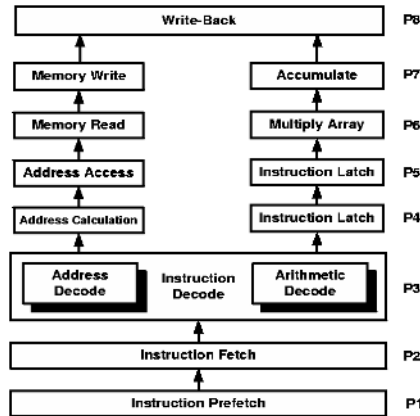 Write-Back P8
Memory Write Accumulate P7
Memory Read Multiply Array P6
Address Access Instruction Latch P5
Address Calculation Instruction Latch P4
Address Decode Instruction Decode Arithmetic Decode P3
Instruction Fetch P2
Instruction Prefetch P1